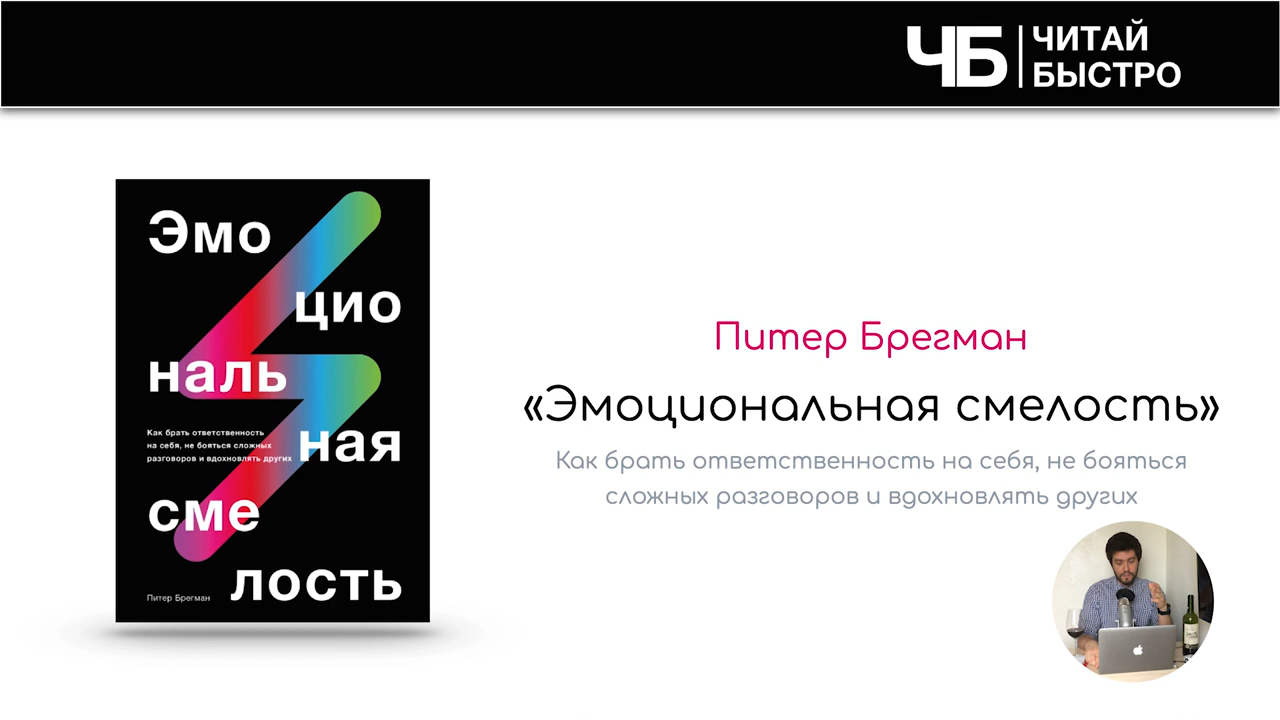 ЧБ
ЧИТАЙ
БЫСТРО
Эмо
цио
наль
Как брать ответственность
на себя, не бояться сложных
разговоров и вдохновлять других
ная
сме
лость
Питер Брегман
Питер Брегман
«Эмоциональная смелость»
Как брать ответственность на себя, не бояться
сложных разговоров и вдохновлять других